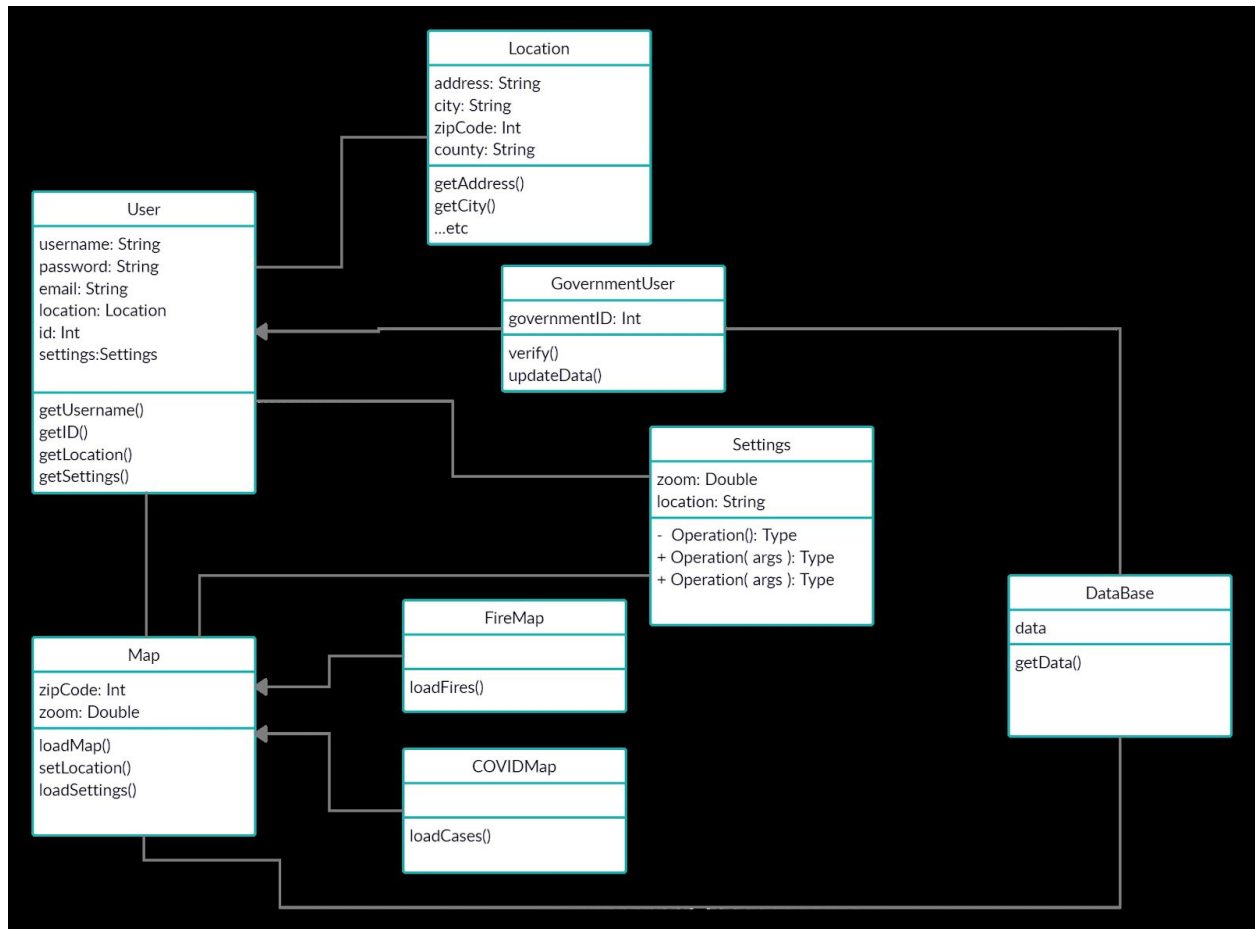 Location
address: String
city: String
zipCode: Int
county: String
getAddress()
getCity()
...etc
User
username: String
password: String
email: String
location: Location
id: Int
settings:Settings
getUsername()
getID()
getLocation()
getSettings()
GovernmentUser
governmentID: Int
verify()
updateData()
Settings
zoom: Double
location: String
- Operation(): Type
+ Operation( args ): Type
+ Operation( args ): Type
DataBase
data
getData()
FireMap
loadFires()
Map
zipCode: Int
zoom: Double
loadMap()
setLocation()
loadSettings()
COVIDMap
loadCases()